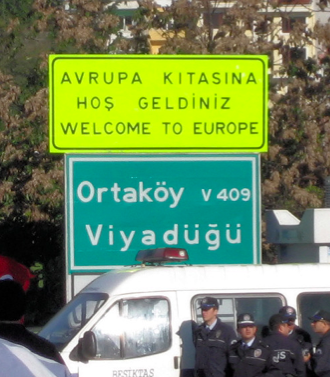 AVRUPA KITASINA
HOŞ GELDİNİZ
WELCOME TO EUROPE
Ortaköy V 409
Viyadüğü
BEŞİKTAŞ